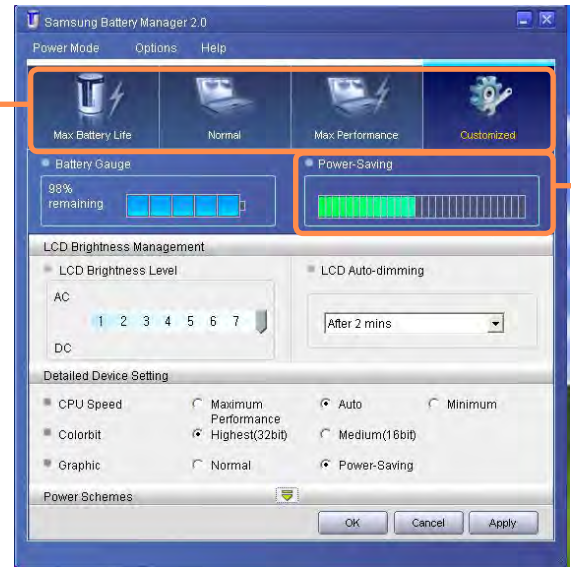 Samsung Battery Manager 2.0
Power Mode Options Help
Max Battery Life Normal Max Performance Customized
Battery Gauge Power-Saving
98%
remaining
LCD Brightness Management
LCD Brightness Level LCD Auto-dimming
AC
1 2 3 4 5 6 7
After 2 mins
DC
Detailed Device Setting
CPU Speed Maximum Performance Auto Minimum
Colorbit Highest(32bit) Medium(16bit)
Graphic Normal Power-Saving
Power Schemes
OK Cancel Apply